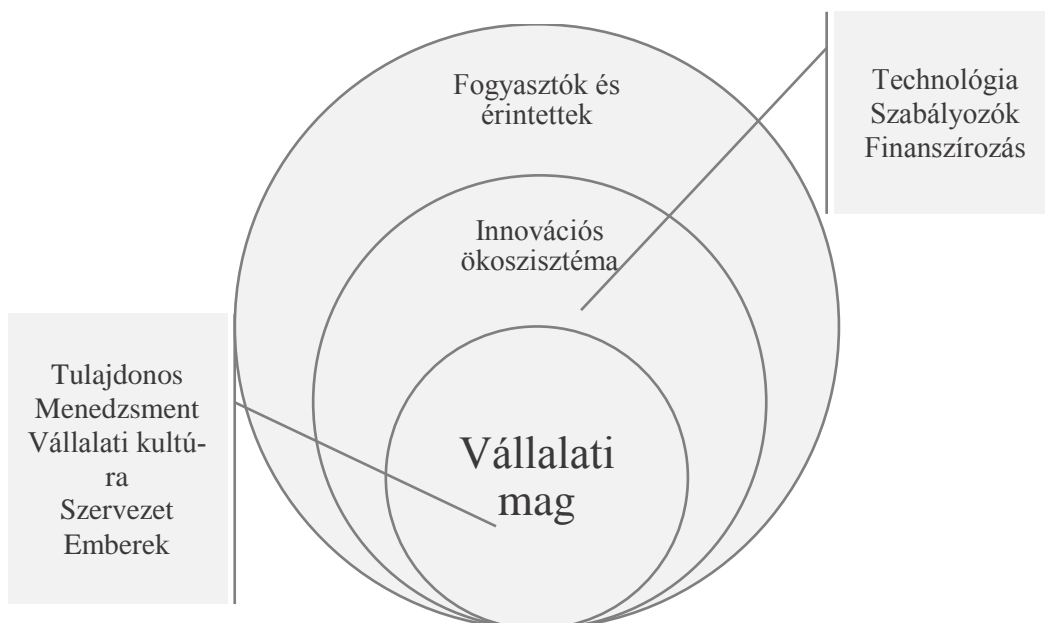 Fogyasztók és
érintettek
Technológia
Szabályozók
Finanszírozás
Innovációs
ökoszisztéma
Tulajdonos
Menedzsment
Vállalati kultú-
ra
Szervezet
Emberek
Vállalati
mag